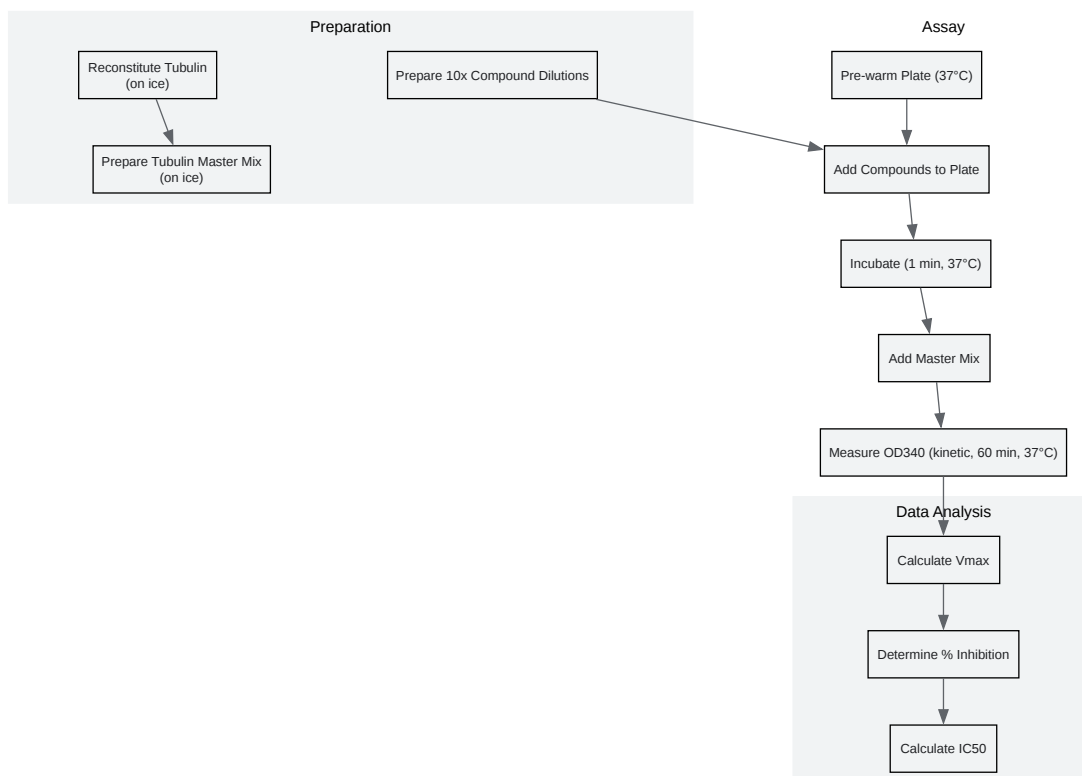 Preparation
Reconstitute Tubulin
(on ice)
Prepare Tubulin Master Mix
(on ice)
Prepare 10x Compound Dilutions
Assay
Pre-warm Plate (37°C)
Add Compounds to Plate
Incubate (1 min, 37°C)
Add Master Mix
Measure OD340 (kinetic, 60 min, 37°C)
Data Analysis
Calculate Vmax
Determine % Inhibition
Calculate IC50